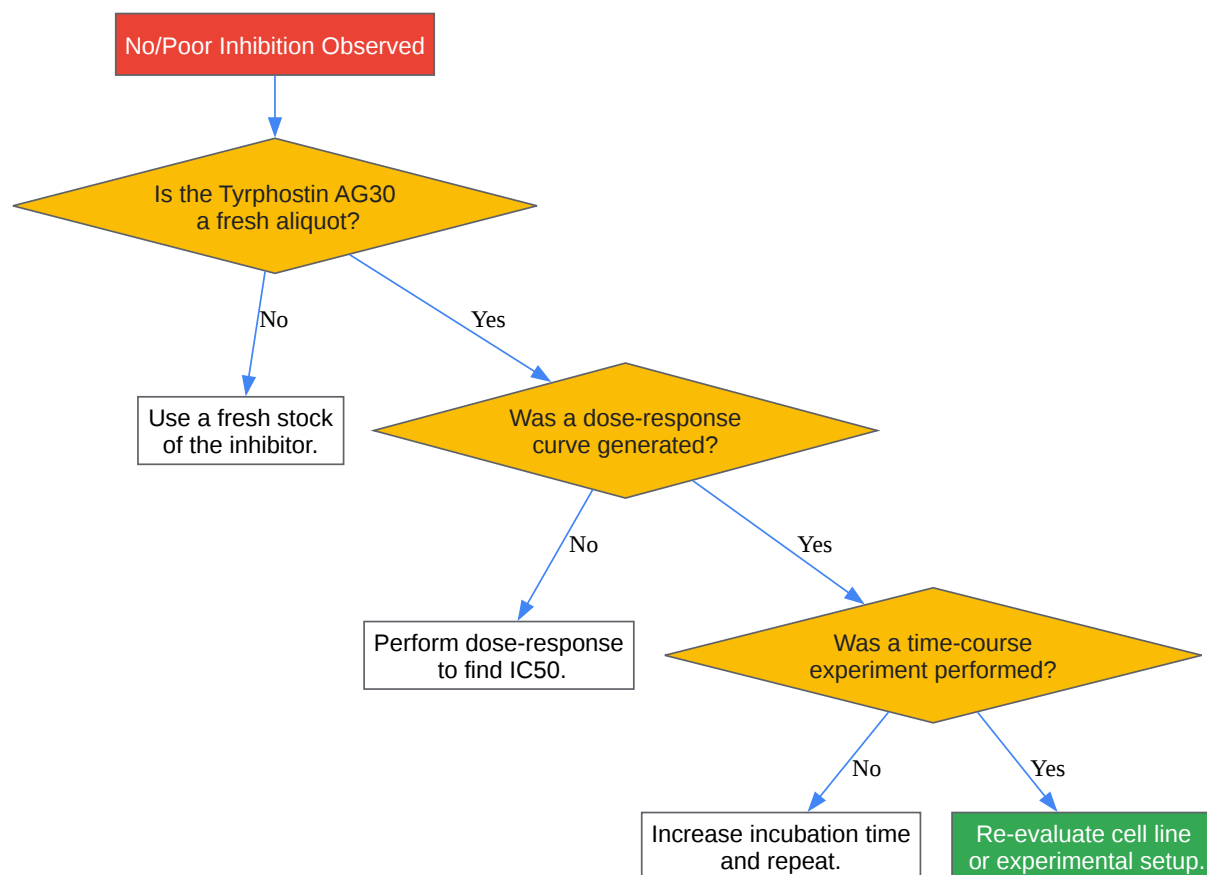 No/Poor Inhibition Observed
Is the Tyrphostin AG30
a fresh aliquot?
No
Yes
Use a fresh stock
of the inhibitor.
Was a dose-response
curve generated?
No
Yes
Perform dose-response
to find IC50.
Was a time-course
experiment performed?
No
Yes
Increase incubation time
and repeat.
Re-evaluate cell line
or experimental setup.